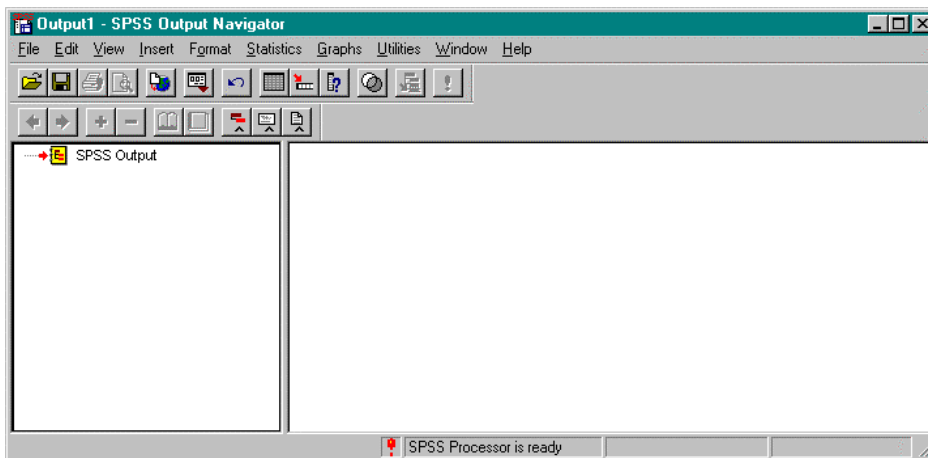 Output1 - SPSS Output Navigator
File Edit View Insert Format Statistics Graphs Utilities Window Help
SPSS Output
SPSS Processor is ready